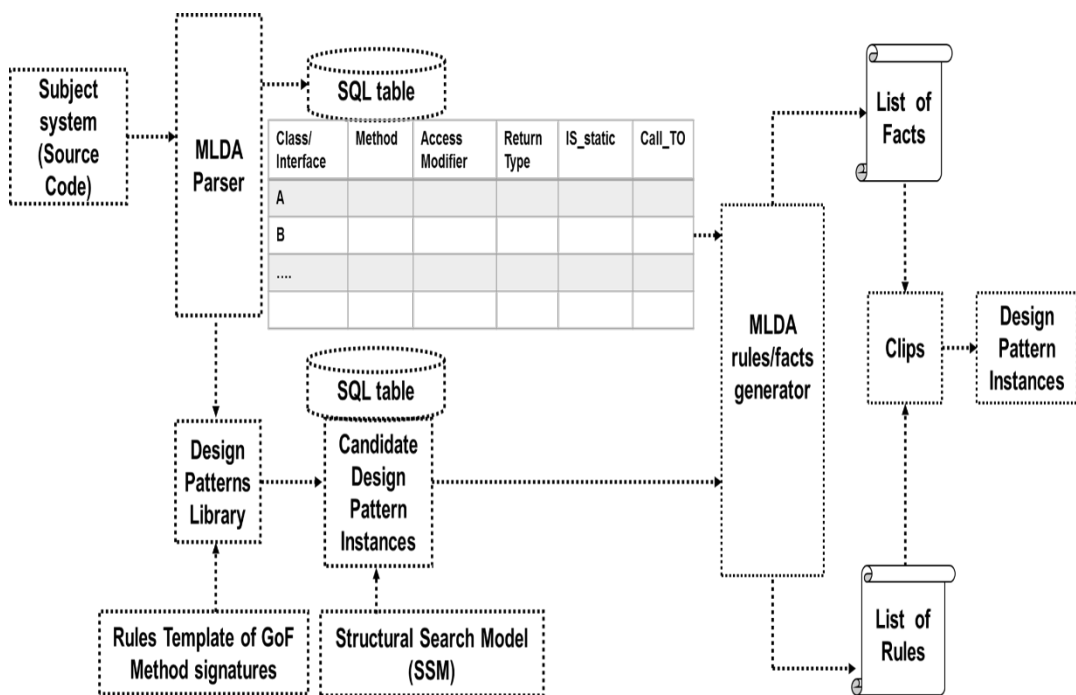 Subject
system
(Source
Code)
MLDA
Parser
SQL table
Class/
Interface
Method
Access
Modifier
Return
Type
IS_static
Call_TO
A
B
....
List of
Facts
MLDA
rules/facts
generator
Clips
Design
Pattern
Instances
SQL table
Candidate
Design
Pattern
Instances
Design
Patterns
Library
Rules Template of GoF
Method signatures
Structural Search Model
(SSM)
List of
Rules